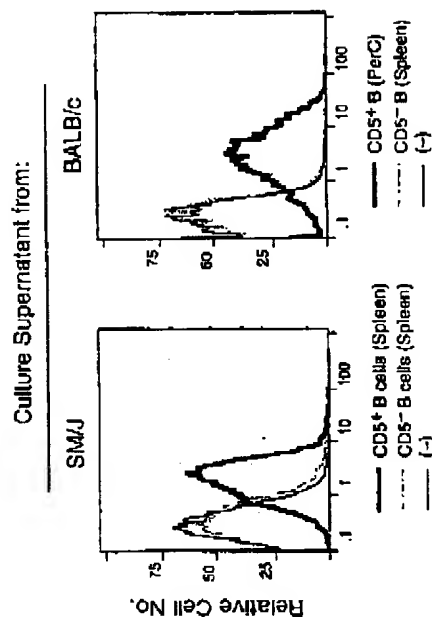 Culture Supernatant from:
SM/J
BALB/c
Relative Cell No.
75
50
25
.1 1 10 100
75
60
25
.1 1 10 100
CD5+ B cells (Spleen)
CD5− B cells (Spleen)
(-)
CD5+ B (PerC)
CD5− B (Spleen)
(-)